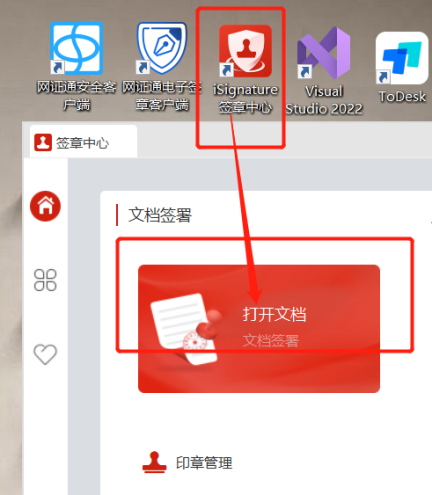 网证通安全客
户端
网证通电子签
章客户端
iSignature
签章中心
Visual
Studio 2022
ToDesk
签章中心
文档签署
打开文档
文档签署
印章管理